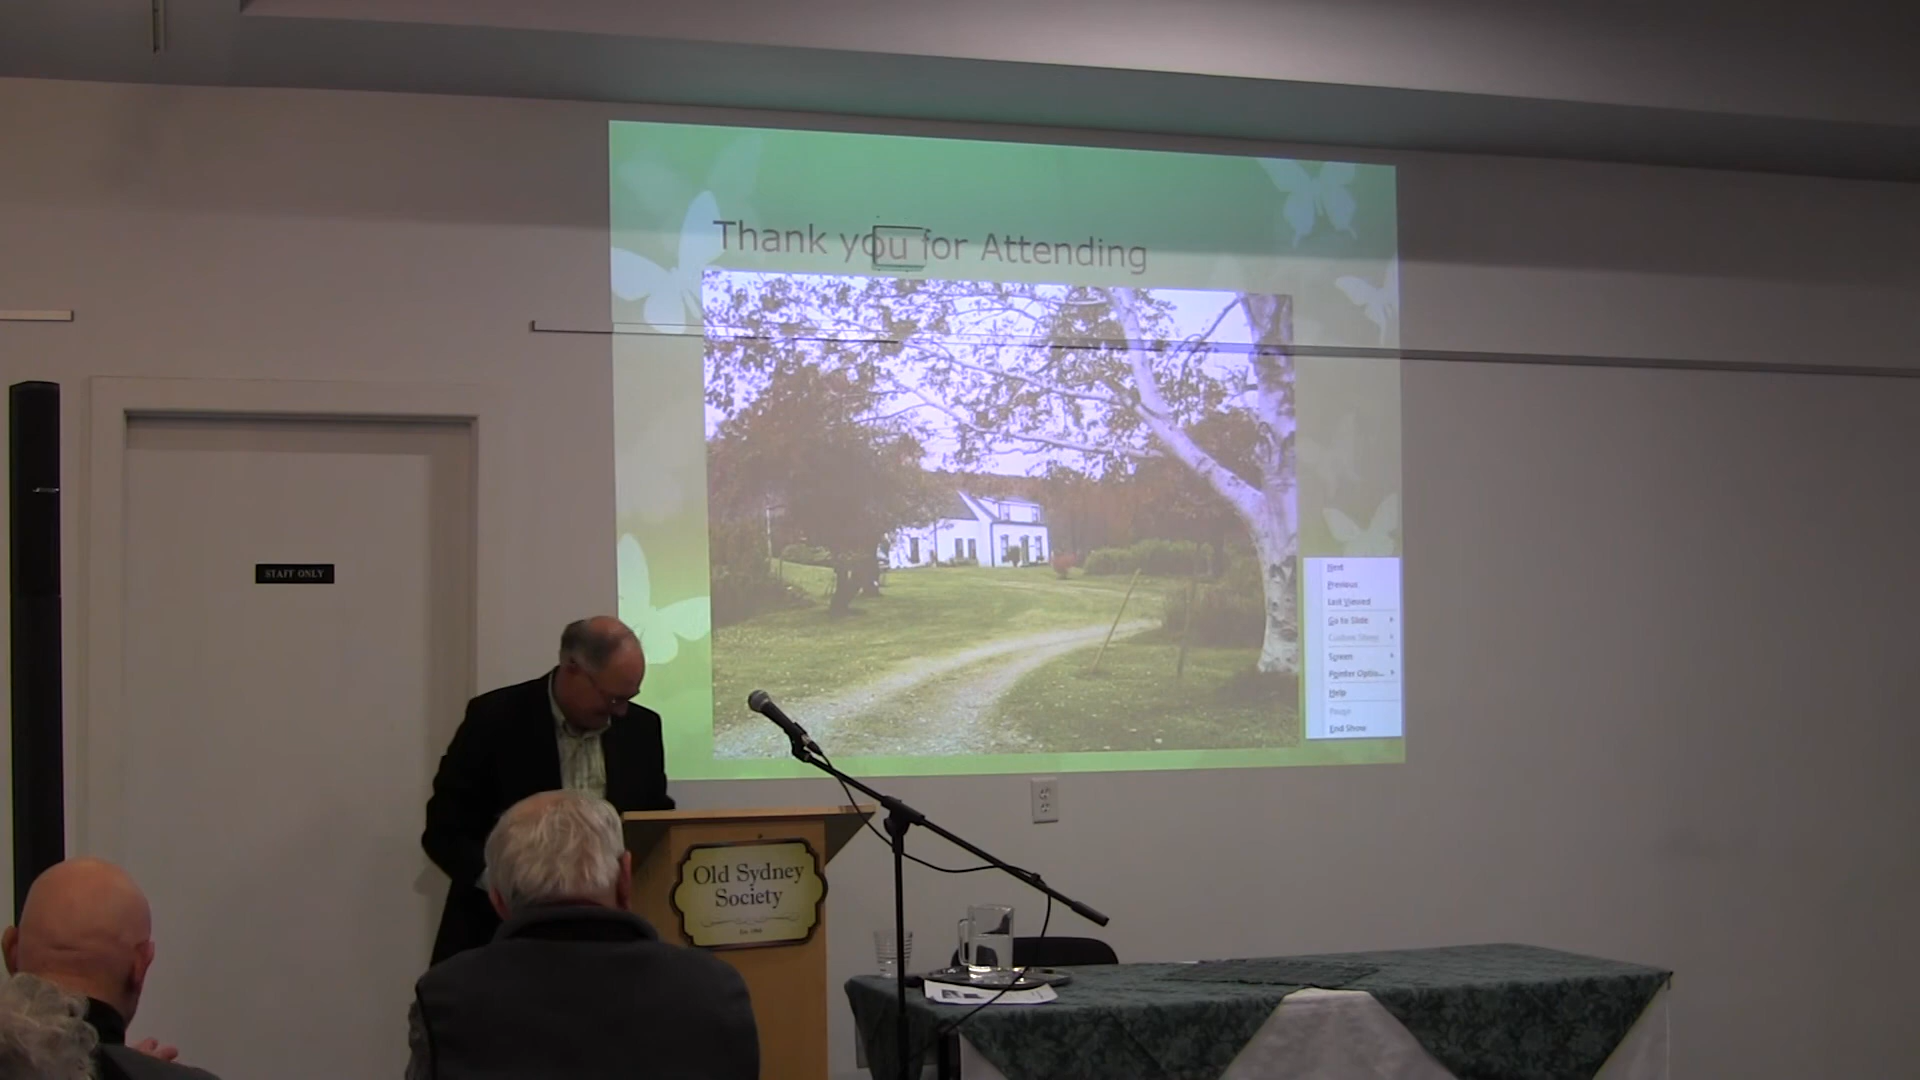 Thank you for Attending
Next
Previous
Last Viewed
Go to Slide
Custom Show
Screen
Pointer Optio...
Help
Pause
End Show
STAFF ONLY
Old Sydney
Society